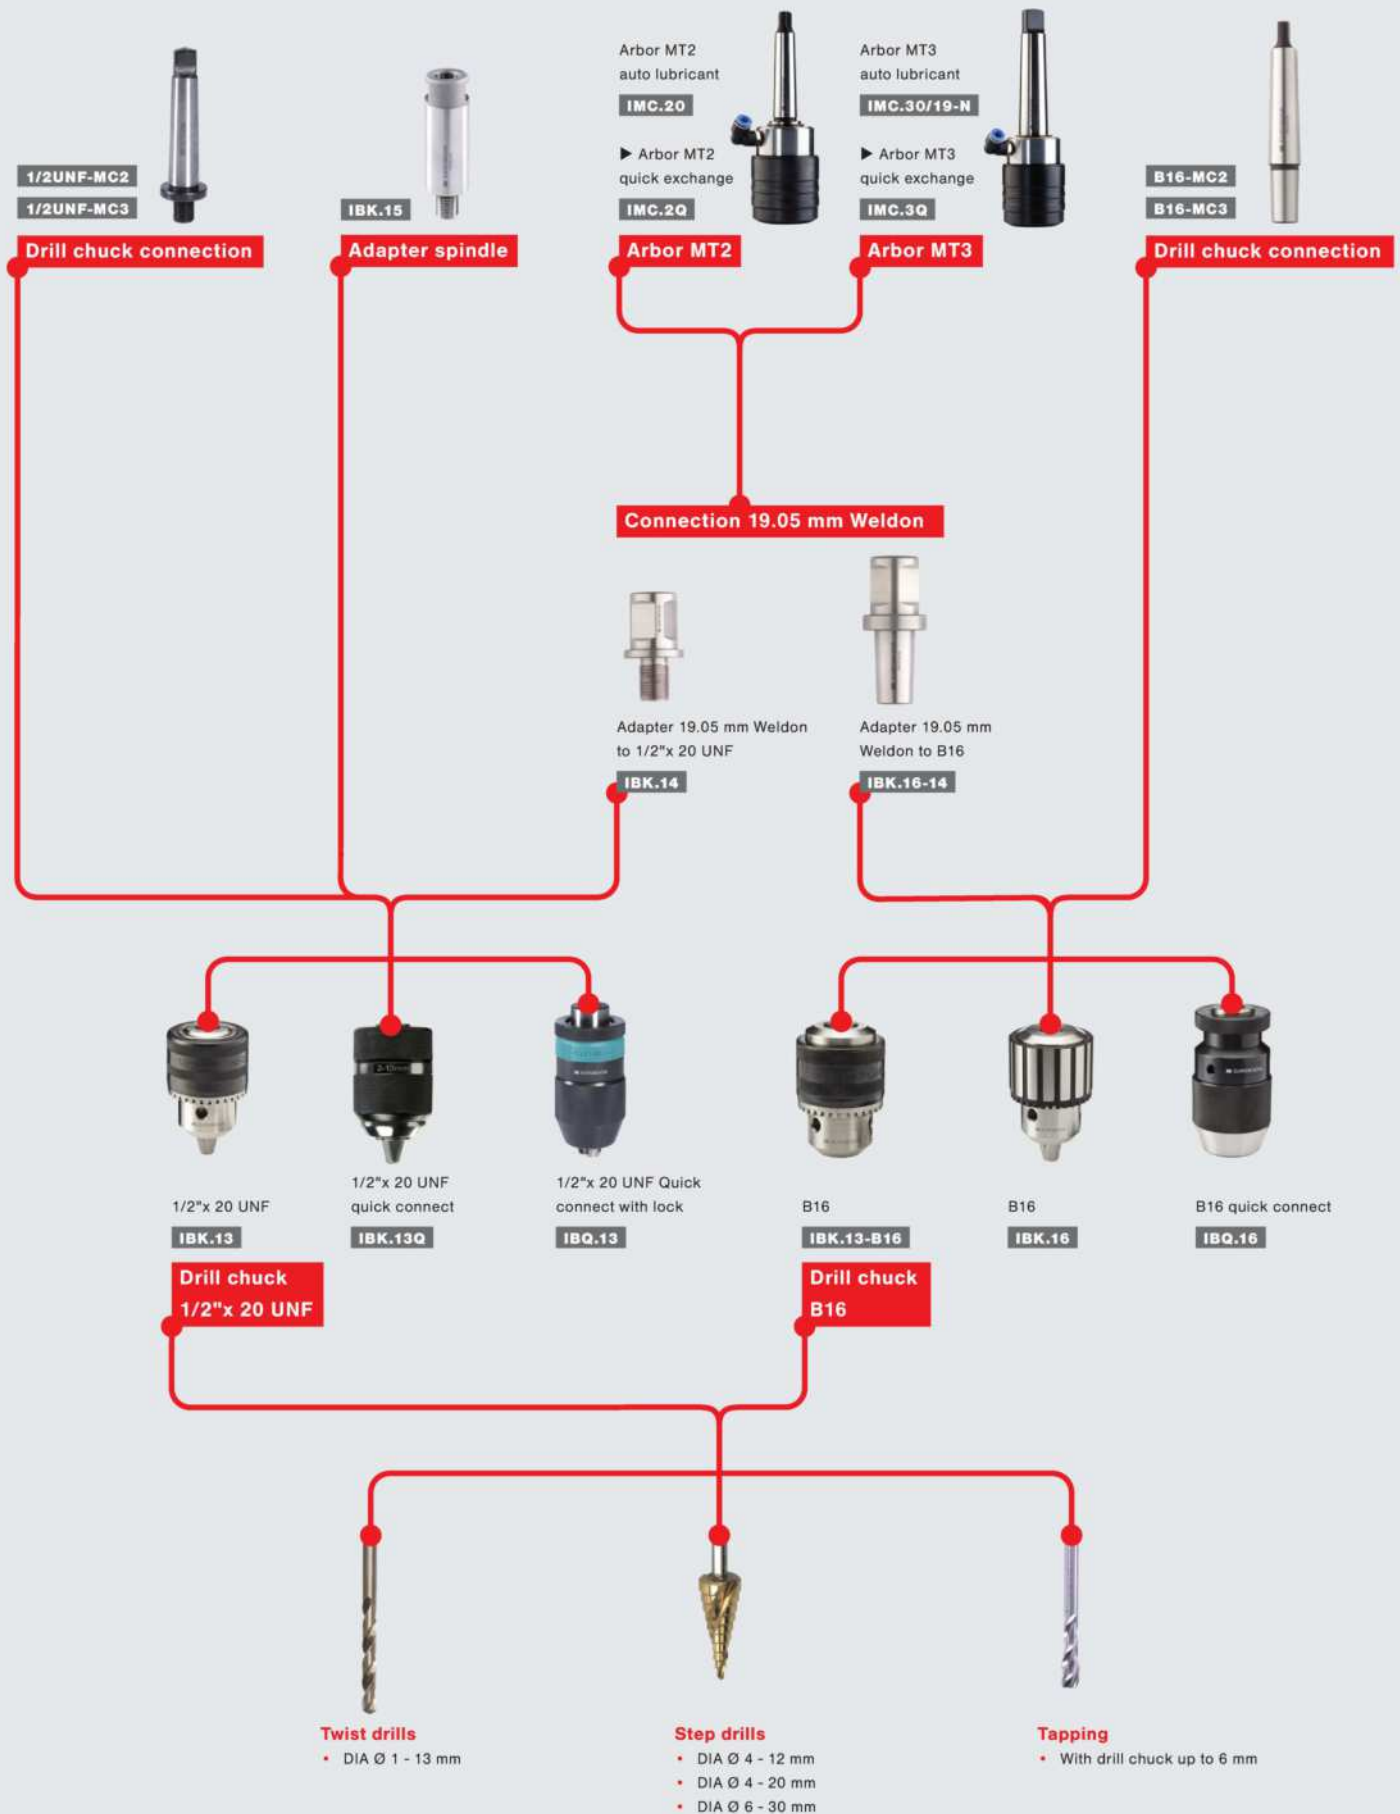 1/2UNF-MC2
1/2UNF-MC3
Drill chuck connection
IBK.15
Adapter spindle
Arbor MT2
auto lubricant
IMC.20
▶ Arbor MT2
quick exchange
IMC.2Q
Arbor MT2
Arbor MT3
auto lubricant
IMC.30/19-N
▶ Arbor MT3
quick exchange
IMC.3Q
Arbor MT3
B16-MC2
B16-MC3
Drill chuck connection
Connection 19.05 mm Weldon
Adapter 19.05 mm Weldon
to 1/2"x 20 UNF
IBK.14
Adapter 19.05 mm
Weldon to B16
IBK.16-14
1/2"x 20 UNF
IBK.13
1/2"x 20 UNF
quick connect
IBK.13Q
1/2"x 20 UNF Quick
connect with lock
IBQ.13
B16
IBK.13-B16
B16
IBK.16
B16 quick connect
IBQ.16
Drill chuck
1/2"x 20 UNF
Drill chuck
B16
Twist drills
• DIA Ø 1 - 13 mm
Step drills
• DIA Ø 4 - 12 mm
• DIA Ø 4 - 20 mm
• DIA Ø 6 - 30 mm
Tapping
• With drill chuck up to 6 mm